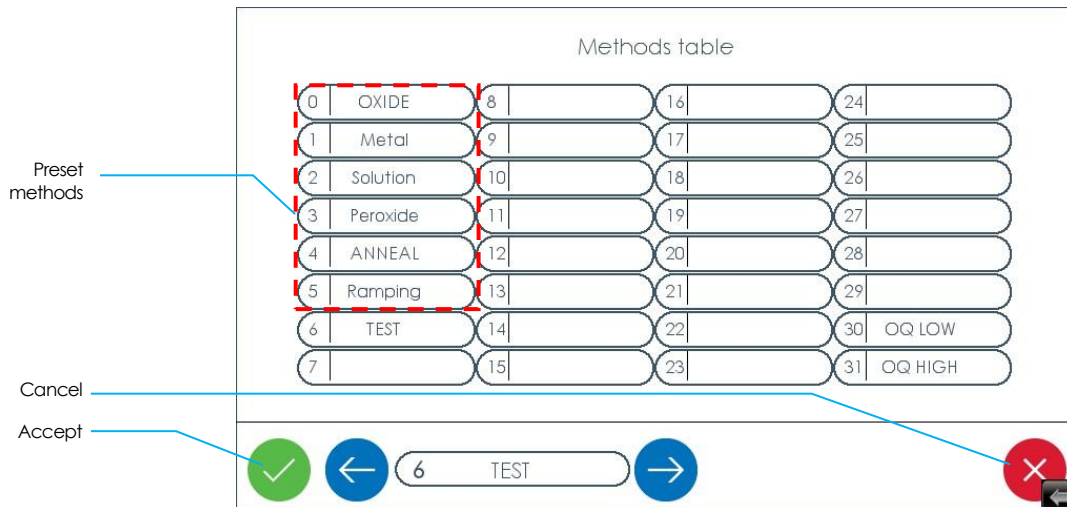 Methods table
0 OXIDE 8 16 24
1 Metal 9 17 25
2 Solution 10 18 26
Preset
methods
3 Peroxide 11 19 27
4 ANNEAL 12 20 28
5 Ramping 13 21 29
6 TEST 14 22 30 OQ LOW
7 15 23 31 OQ HIGH
Cancel
Accept
6 TEST